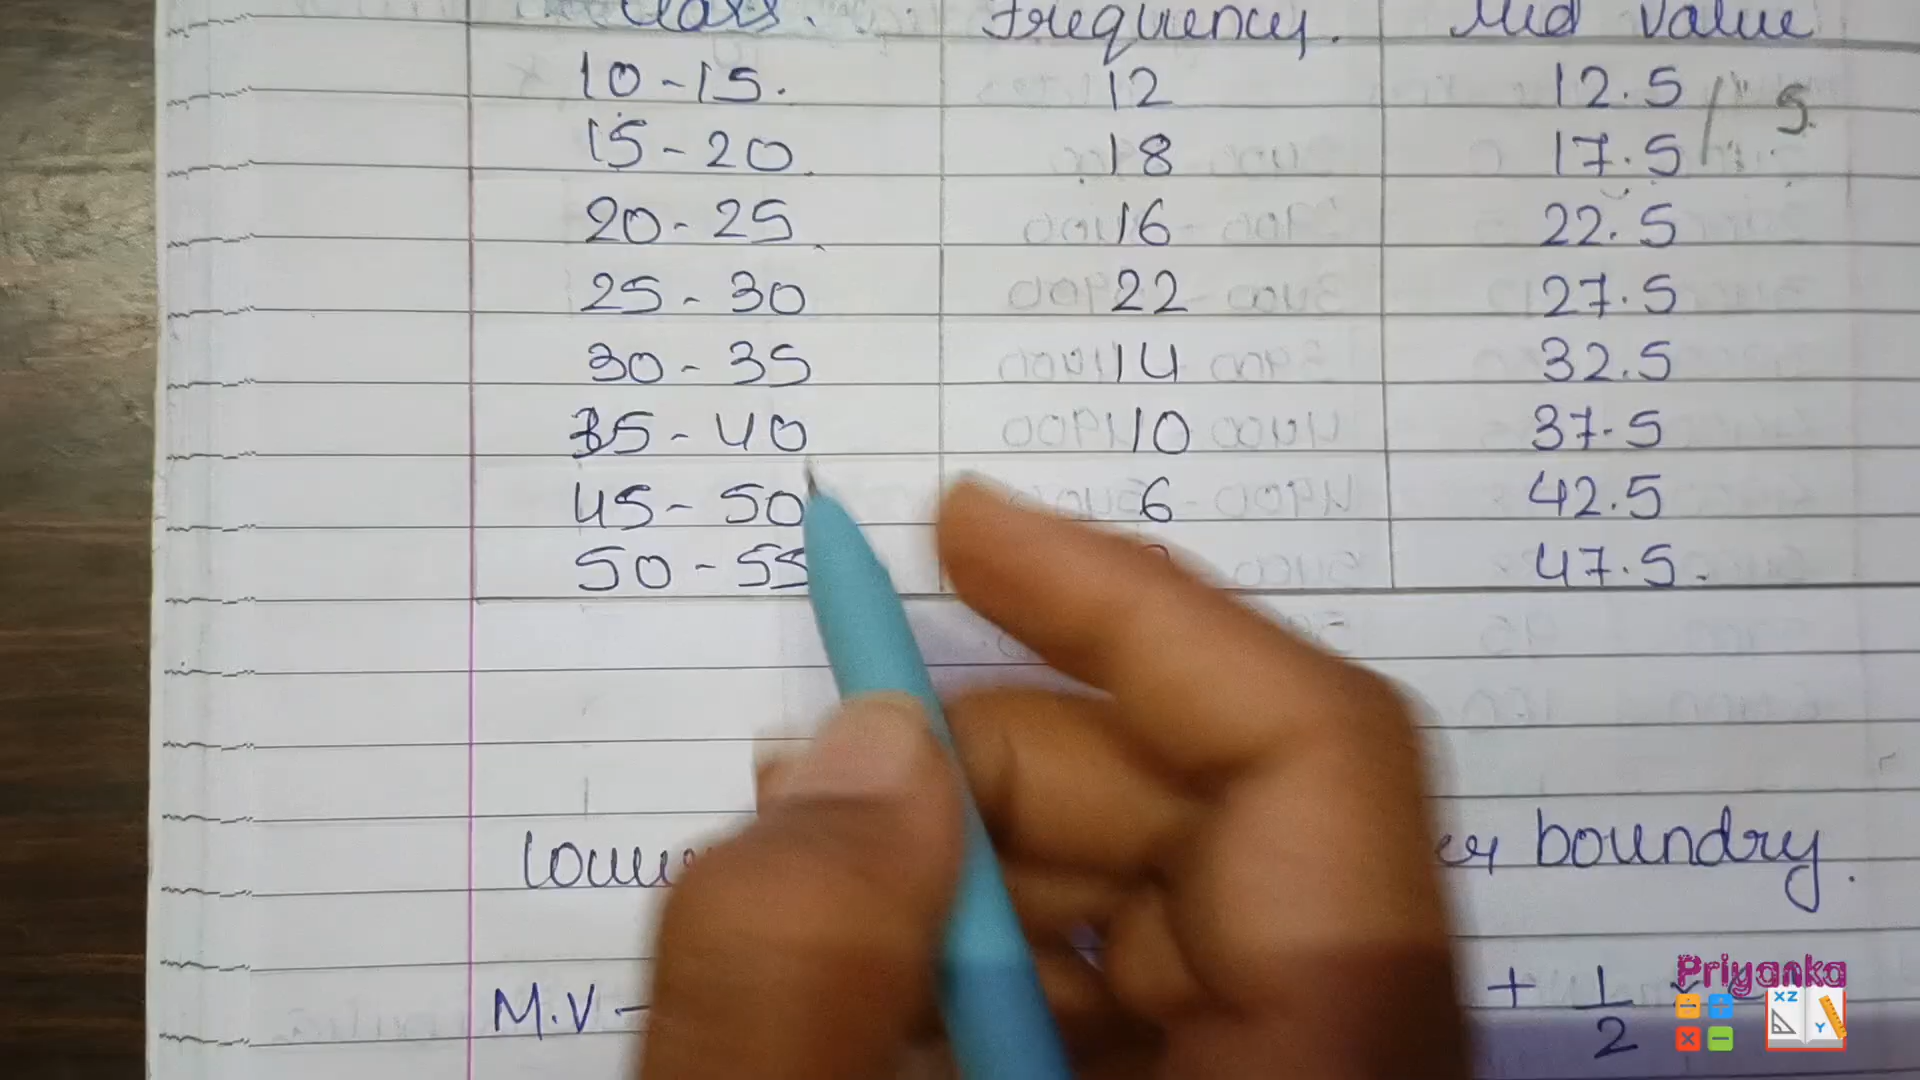 Class. Frequency. Mid value
10 - 15. 12 12.5 / 5
15 - 20 18 17.5
20 - 25 16 22.5
25 - 30 22 27.5
30 - 35 14 32.5
35 - 40 10 37.5
45 - 50 6 42.5
50 - 55 47.5.
boundry.
M.V - + 1/2
Priyanka
XZ
Y